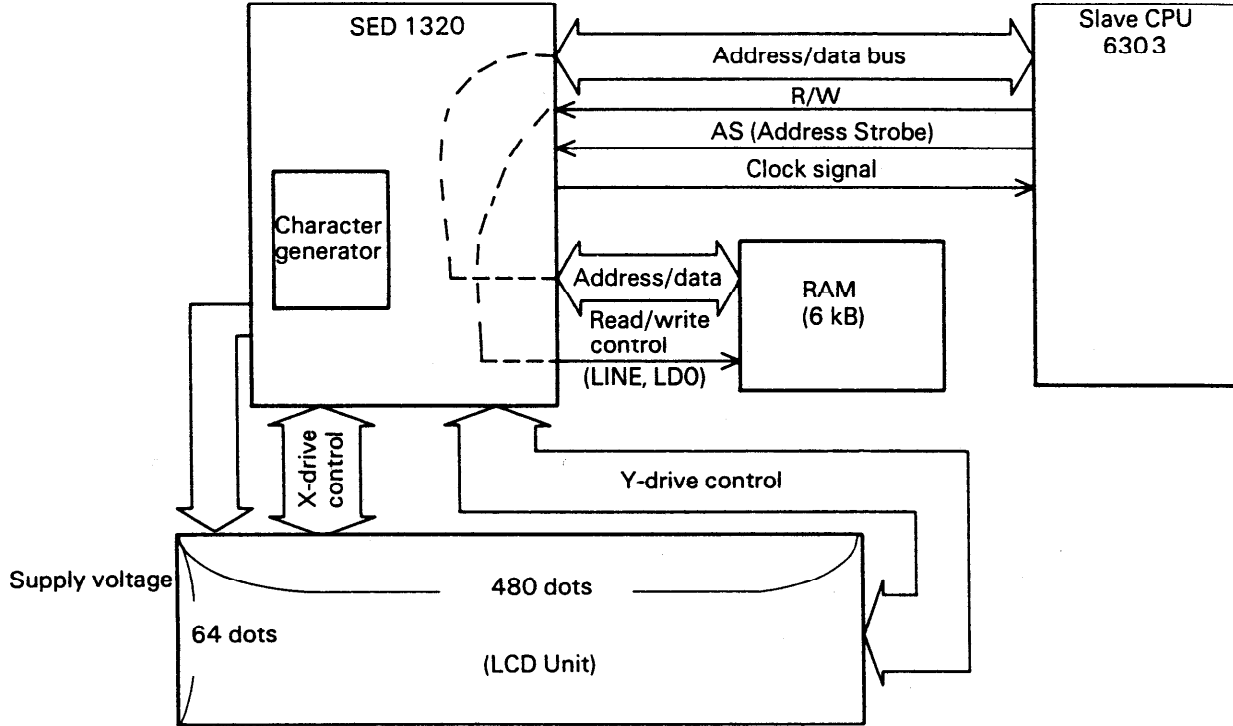 SED 1320
Slave CPU
6303
Address/data bus
R/W
AS (Address Strobe)
Clock signal
Character
generator
Address/data
RAM
(6 kB)
Read/write
control
(LINE, LD0)
X-drive
control
Y-drive control
Supply voltage
480 dots
64 dots
(LCD Unit)